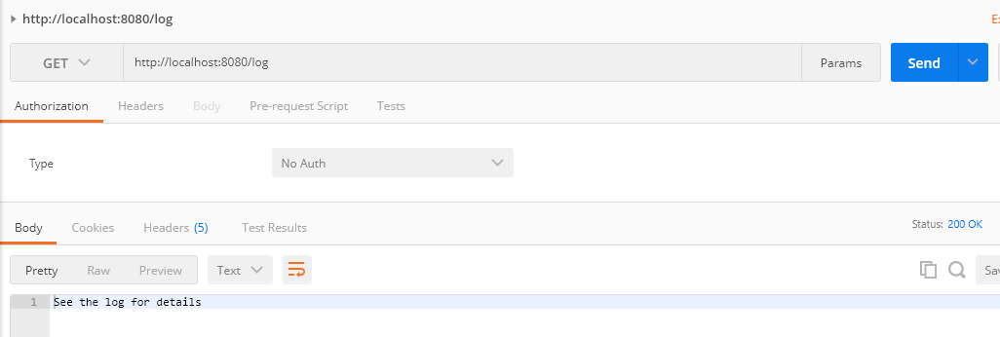 http://localhost:8080/log
GET http://localhost:8080/log Params Send
Authorization Headers Body Pre-request Script Tests
Type No Auth
Body Cookies Headers (5) Test Results Status: 200 OK
Pretty Raw Preview Text
1 See the log for details